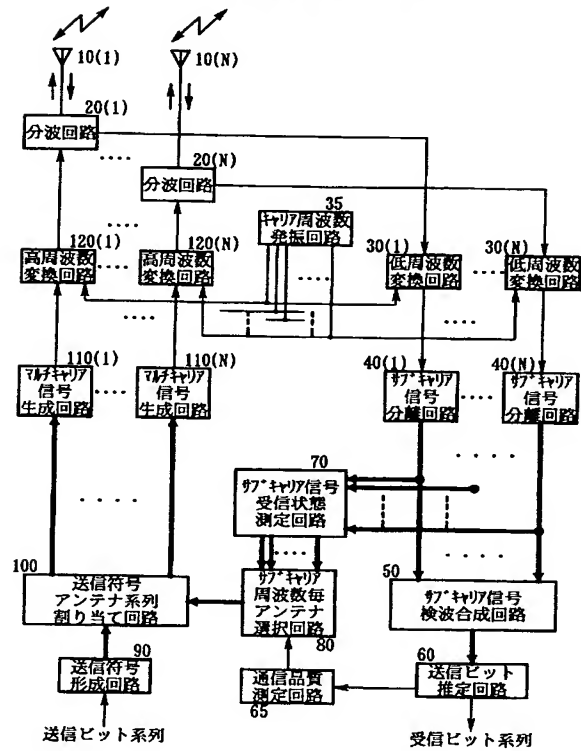 10(1)
10(N)
20(1)
分波回路
20(N)
分波回路
35
キャリア周波数
発振回路
120(1)
高周波数
変換回路
120(N)
高周波数
変換回路
30(1)
低周波数
変換回路
30(N)
低周波数
変換回路
110(1)
マルチキャリア
信号
生成回路
110(N)
マルチキャリア
信号
生成回路
40(1)
サブキャリア
信号
分離回路
40(N)
サブキャリア
信号
分離回路
70
サブキャリア信号
受信状態
測定回路
100
送信符号
アンテナ系列
割り当て回路
サブキャリア
周波数毎
アンテナ
選択回路
80
50
サブキャリア信号
検波合成回路
90
送信符号
形成回路
通信品質
測定回路
65
60
送信ビット
推定回路
送信ビット系列
受信ビット系列